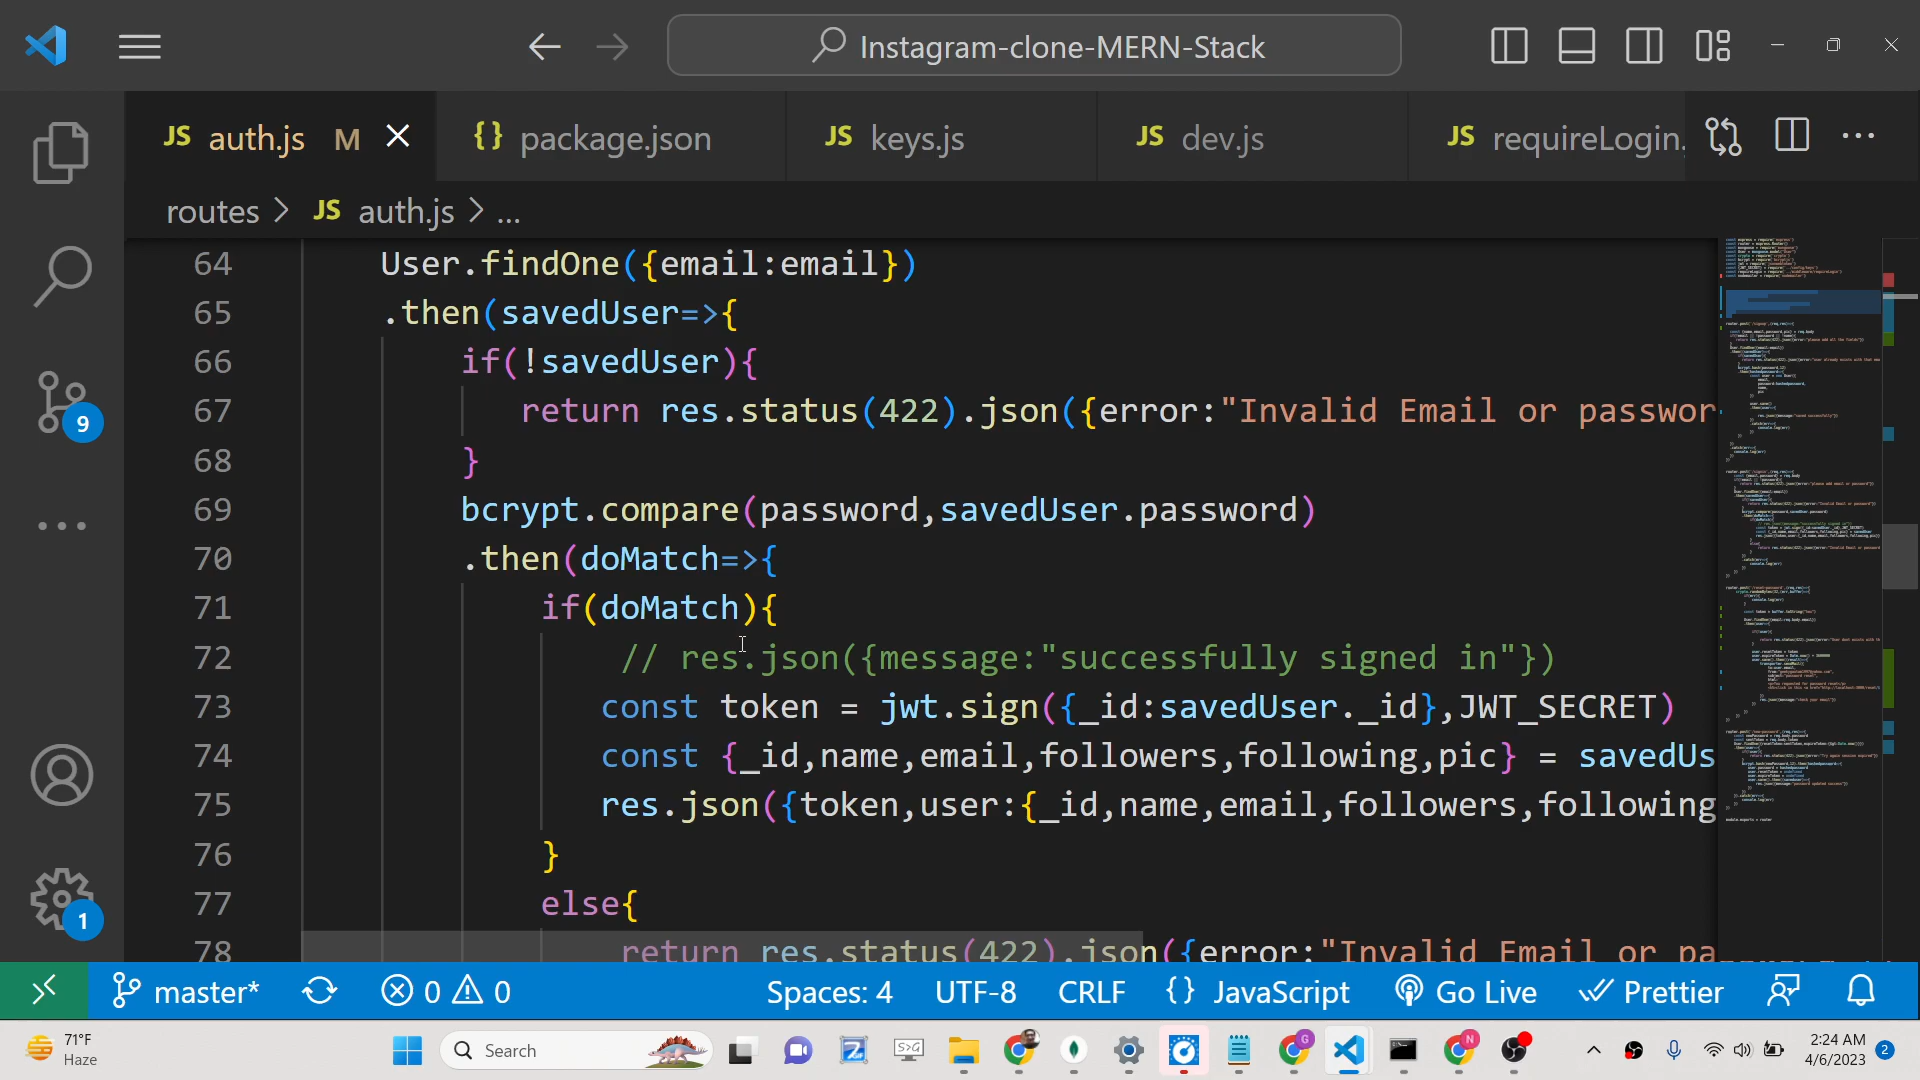 Instagram-clone-MERN-Stack
JS auth.js M
{} package.json
JS keys.js
JS dev.js
JS requireLogin.
routes > JS auth.js > ...
64 User.findOne({email:email})
65 .then(savedUser=>{
66 if(!savedUser){
67 return res.status(422).json({error:"Invalid Email or passwor
68 }
69 bcrypt.compare(password,savedUser.password)
70 .then(doMatch=>{
71 if(doMatch){
72 // res.json({message:"successfully signed in"})
73 const token = jwt.sign({_id:savedUser._id},JWT_SECRET)
74 const {_id,name,email,followers,following,pic} = savedUs
75 res.json({token,user:{_id,name,email,followers,following
76 }
77 else{
78 return res.status(422).json({error:"Invalid Email or pa
9
1
master* 0 0 Spaces: 4 UTF-8 CRLF {} JavaScript Go Live Prettier
71°F
Haze
Search
2:24 AM
4/6/2023
2